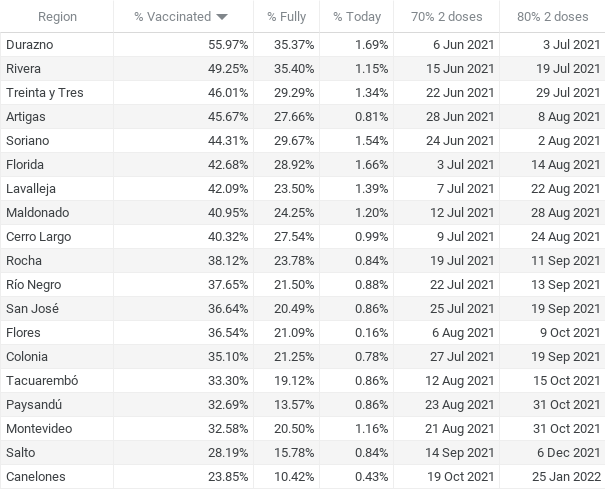 Region % Vaccinated % Fully % Today 70% 2 doses 80% 2 doses
Durazno 55.97% 35.37% 1.69% 6 Jun 2021 3 Jul 2021
Rivera 49.25% 35.40% 1.15% 15 Jun 2021 19 Jul 2021
Treinta y Tres 46.01% 29.29% 1.34% 22 Jun 2021 29 Jul 2021
Artigas 45.67% 27.66% 0.81% 28 Jun 2021 8 Aug 2021
Soriano 44.31% 29.67% 1.54% 24 Jun 2021 2 Aug 2021
Florida 42.68% 28.92% 1.66% 3 Jul 2021 14 Aug 2021
Lavalleja 42.09% 23.50% 1.39% 7 Jul 2021 22 Aug 2021
Maldonado 40.95% 24.25% 1.20% 12 Jul 2021 28 Aug 2021
Cerro Largo 40.32% 27.54% 0.99% 9 Jul 2021 24 Aug 2021
Rocha 38.12% 23.78% 0.84% 19 Jul 2021 11 Sep 2021
Río Negro 37.65% 21.50% 0.88% 22 Jul 2021 13 Sep 2021
San José 36.64% 20.49% 0.86% 25 Jul 2021 19 Sep 2021
Flores 36.54% 21.09% 0.16% 6 Aug 2021 9 Oct 2021
Colonia 35.10% 21.25% 0.78% 27 Jul 2021 19 Sep 2021
Tacuarembó 33.30% 19.12% 0.86% 12 Aug 2021 15 Oct 2021
Paysandú 32.69% 13.57% 0.86% 23 Aug 2021 31 Oct 2021
Montevideo 32.58% 20.50% 1.16% 21 Aug 2021 31 Oct 2021
Salto 28.19% 15.78% 0.84% 14 Sep 2021 6 Dec 2021
Canelones 23.85% 10.42% 0.43% 19 Oct 2021 25 Jan 2022